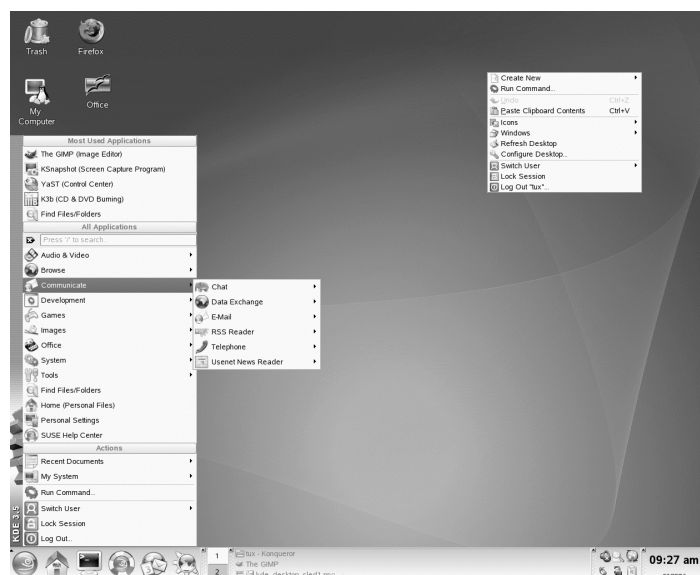 Trash
Firefox
My
Computer
Office
Most Used Applications
The GIMP (Image Editor)
KSnapshot (Screen Capture Program)
YaST (Control Center)
K3b (CD & DVD Burning)
Find Files/Folders
All Applications
Press '/' to search..
Audio & Video
Browse
Communicate
Development
Games
Images
Office
System
Tools
Find Files/Folders
Home (Personal Files)
Personal Settings
SUSE Help Center
Actions
Recent Documents
My System
Run Command...
Switch User
Lock Session
Log Out...
KDE 3.5
Chat
Data Exchange
E-Mail
RSS Reader
Telephone
Usenet News Reader
Create New
Run Command...
Undo Ctrl+Z
Paste Clipboard Contents Ctrl+V
Icons
Windows
Refresh Desktop
Configure Desktop...
Switch User
Lock Session
Log Out "tux"...
1
2
tux - Konqueror
The GIMP
09:27 am